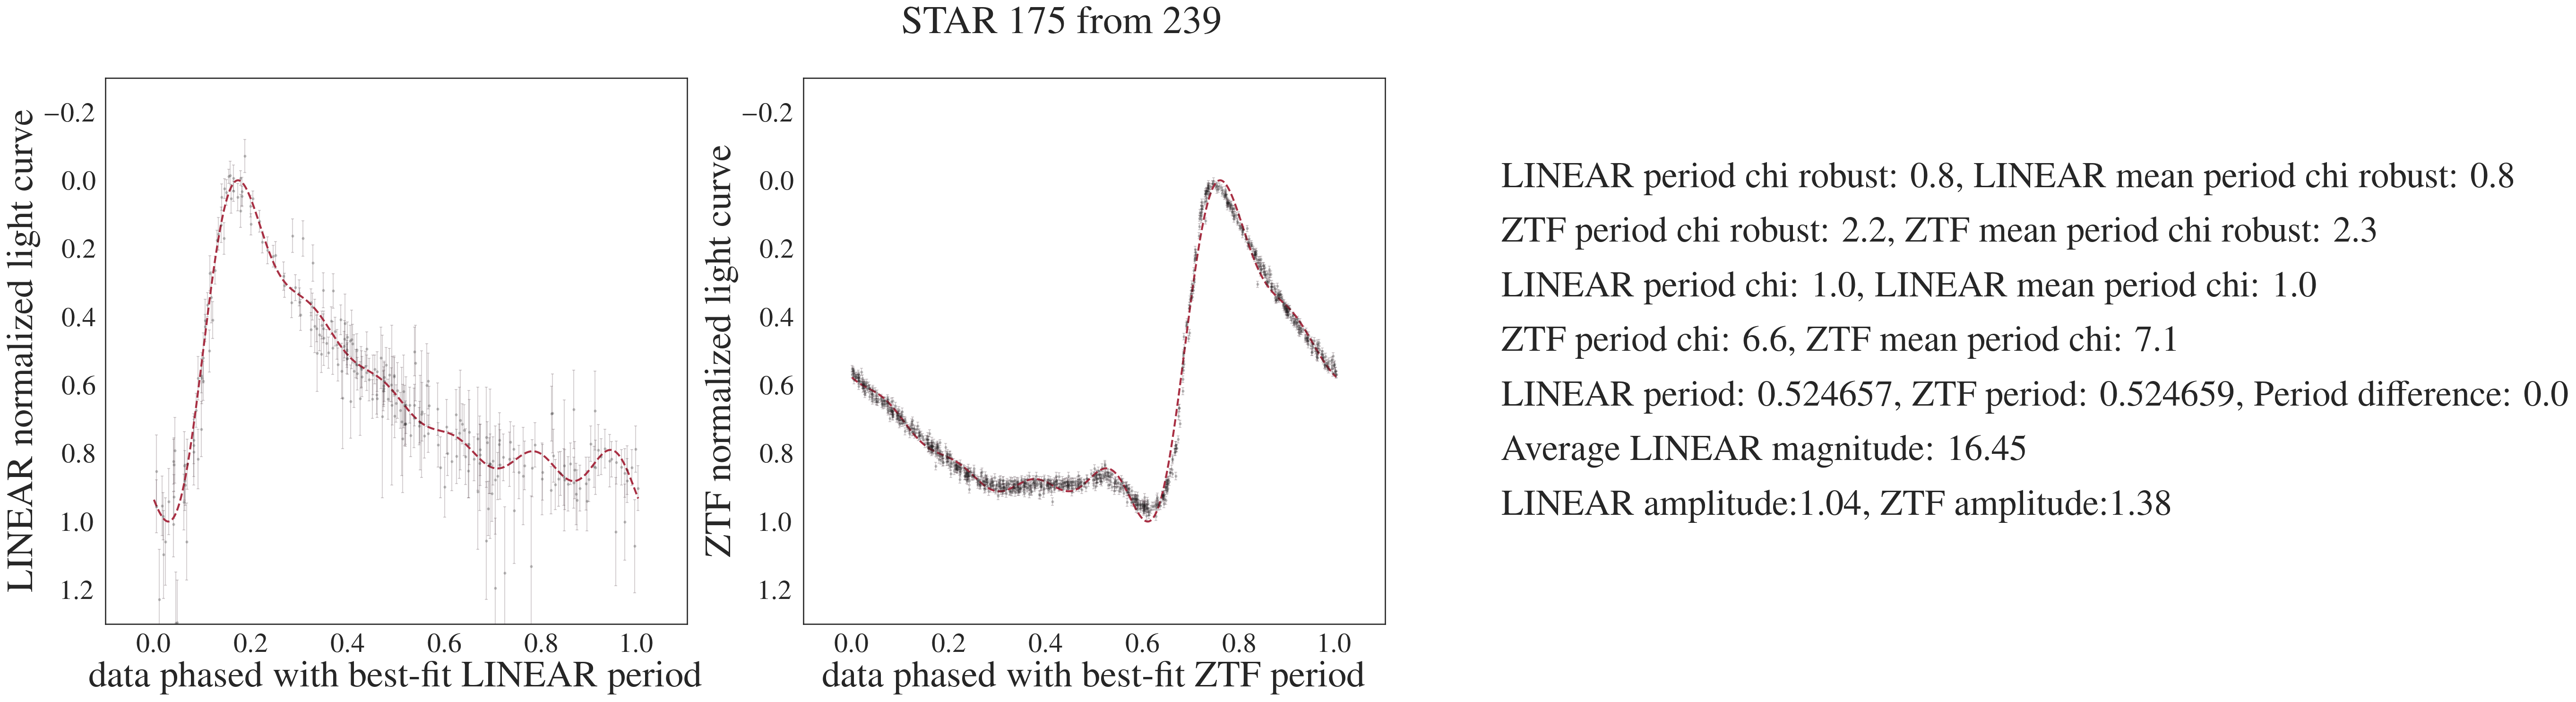 STAR 175 from 239
LINEAR normalized light curve
−0.2
0.0
0.2
0.4
0.6
0.8
1.0
1.2
0.0 0.2 0.4 0.6 0.8 1.0
data phased with best-fit LINEAR period
ZTF normalized light curve
−0.2
0.0
0.2
0.4
0.6
0.8
1.0
1.2
0.0 0.2 0.4 0.6 0.8 1.0
data phased with best-fit ZTF period
LINEAR period chi robust: 0.8, LINEAR mean period chi robust: 0.8
ZTF period chi robust: 2.2, ZTF mean period chi robust: 2.3
LINEAR period chi: 1.0, LINEAR mean period chi: 1.0
ZTF period chi: 6.6, ZTF mean period chi: 7.1
LINEAR period: 0.524657, ZTF period: 0.524659, Period difference: 0.0
Average LINEAR magnitude: 16.45
LINEAR amplitude:1.04, ZTF amplitude:1.38